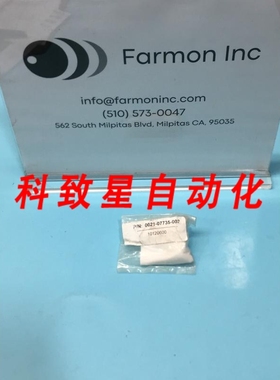 Farmon Inc
info@farmoninc.com
(510) 573-0047
562 South Milpitas Blvd, Milpitas CA. 95035
科致星自动化
P/N 0021-97735-002